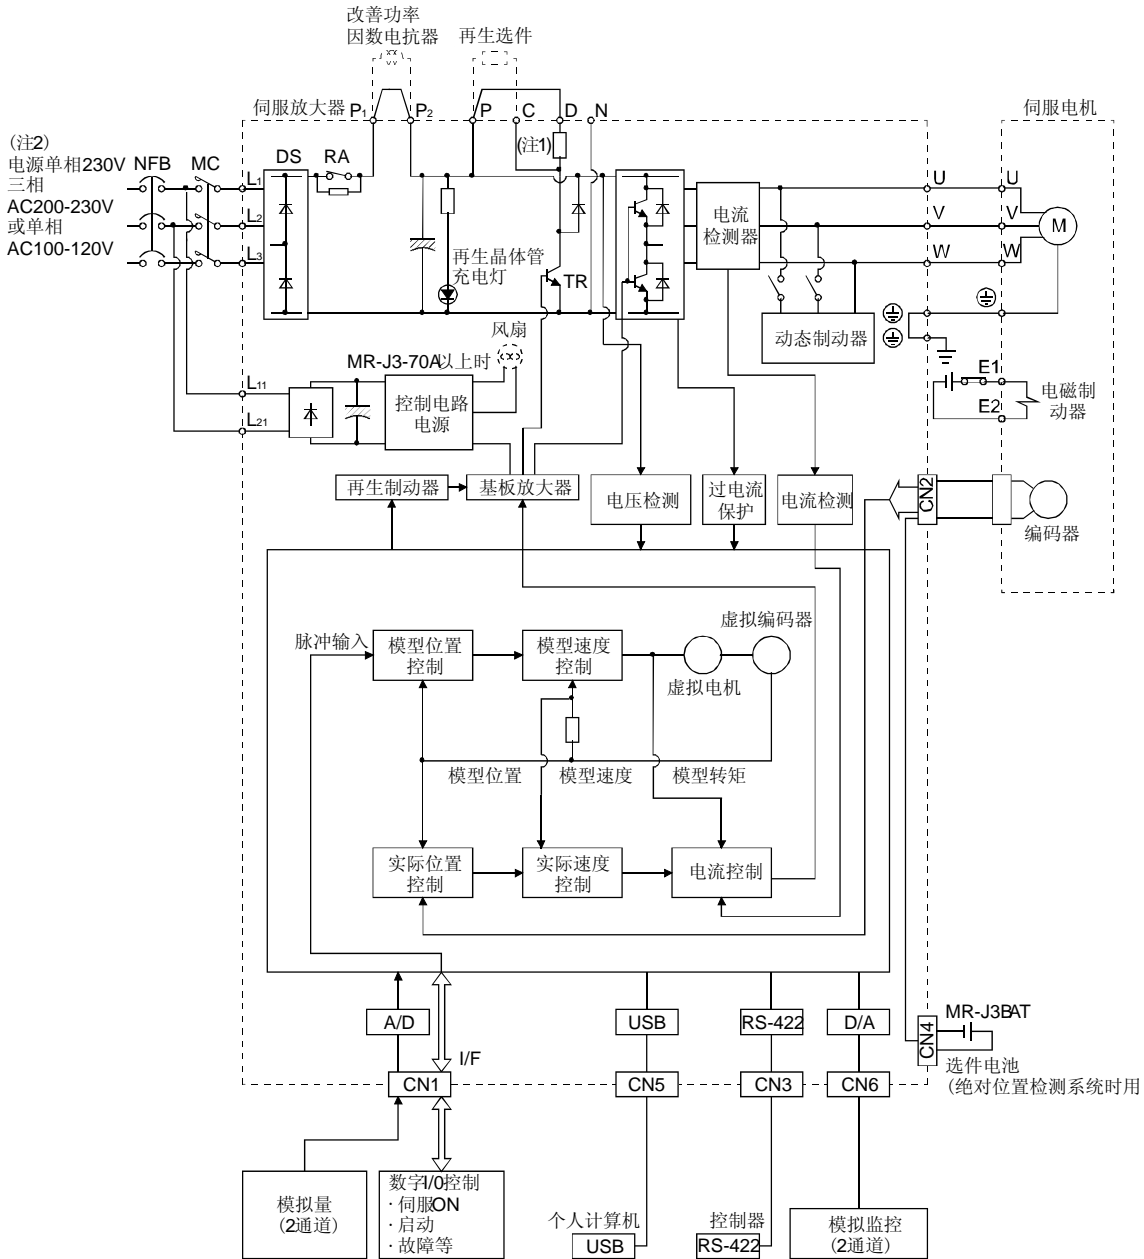 改善功率
因数电抗器
再生选件
伺服放大器
P1
P2
P
C
D
N
伺服电机
(注2)
电源单相230V
三相
AC200-230V
或单相
AC100-120V
NFB
MC
DS
RA
(注1)
L1
L2
L3
再生晶体管
充电灯
TR
电流
检测器
U
V
W
U
V
W
M
动态制动器
风扇
MR-J3-70A以上时
L11
L21
控制电路
电源
E1
E2
电磁制
动器
再生制动器
基板放大器
电压检测
过电流
保护
电流检测
CN2
编码器
脉冲输入
模型位置
控制
模型速度
控制
虚拟编码器
虚拟电机
模型位置
模型速度
模型转矩
实际位置
控制
实际速度
控制
电流控制
A/D
I/F
USB
RS-422
D/A
CN4
MR-J3BAT
选件电池
(绝对位置检测系统时用
CN1
CN5
CN3
CN6
模拟量
(2通道)
数字I/0控制
·伺服ON
·启动
·故障等
个人计算机
USB
控制器
RS-422
模拟监控
(2通道)